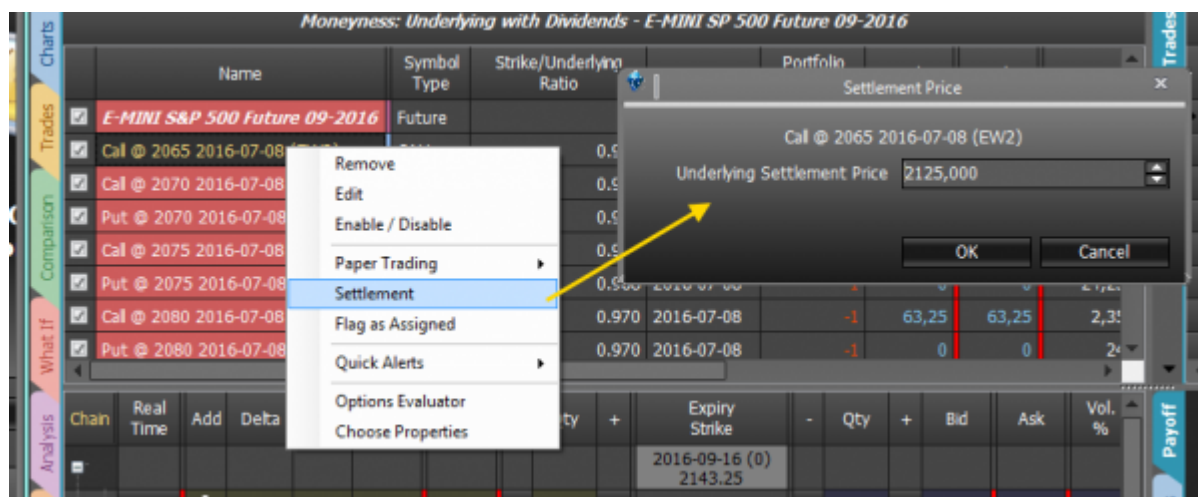 Moneyness: Underlying with Dividends - E-MINI SP 500 Future 09-2016
Charts
Trades
Comparison
What If
Analysis
Trades
Payoff
Name
Symbol Type
Strike/Underlying Ratio
Portfolio
E-MINI S&P 500 Future 09-2016 Future
Call @ 2065 2016-07-08
Call @ 2070 2016-07-08
Put @ 2070 2016-07-08
Call @ 2075 2016-07-08
Put @ 2075 2016-07-08
Call @ 2080 2016-07-08 0.970 2016-07-08 -1 63,25 63,25
Put @ 2080 2016-07-08 0.970 2016-07-08 -1 0 0
Remove
Edit
Enable / Disable
Paper Trading
Settlement
Flag as Assigned
Quick Alerts
Options Evaluator
Choose Properties
Settlement Price
Call @ 2065 2016-07-08 (EW2)
Underlying Settlement Price 2125,000
OK Cancel
Chain Real Time Add Delta + Expiry Strike - Qty + Bid Ask Vol. %
2016-09-16 (0)
2143.25